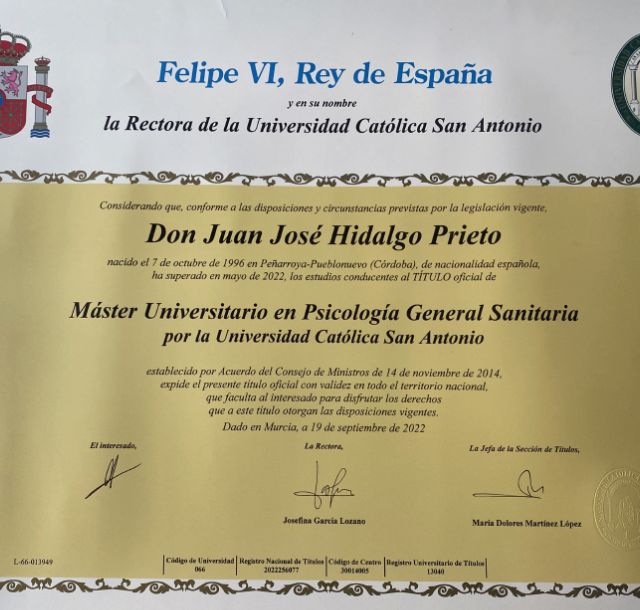 Felipe VI, Rey de España
y en su nombre
la Rectora de la Universidad Católica San Antonio
Considerando que, conforme a las disposiciones y circunstancias previstas por la legislación vigente,
Don Juan José Hidalgo Prieto
nacido el 7 de octubre de 1996 en Peñarroya-Pueblonuevo (Córdoba), de nacionalidad española,
ha superado en mayo de 2022, los estudios conducentes al TÍTULO oficial de
Máster Universitario en Psicología General Sanitaria
por la Universidad Católica San Antonio
establecido por Acuerdo del Consejo de Ministros de 14 de noviembre de 2014,
expide el presente título oficial con validez en todo el territorio nacional,
que faculta al interesado para disfrutar los derechos
que a este título otorgan las disposiciones vigentes.
Dado en Murcia, a 19 de septiembre de 2022
El interesado, La Rectora, La Jefa de la Sección de Títulos,
Josefina García Lozano María Dolores Martínez López
L-66-013949 Código de Universidad Registro Nacional de Títulos Código de Centro Registro Universitario de Títulos
066 2022256077 30014005 13040